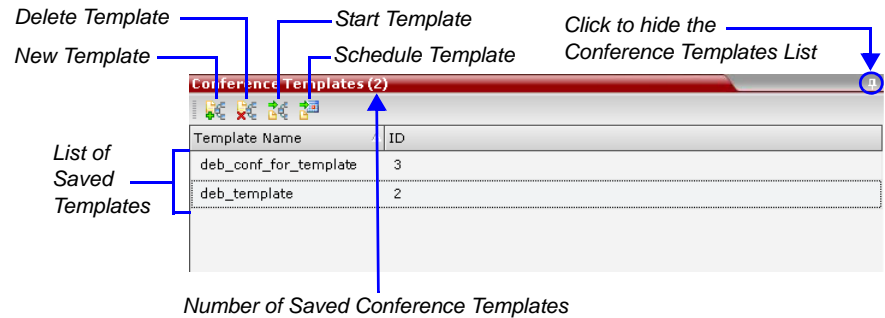 Delete Template
Start Template
Click to hide the
New Template
Schedule Template
Conference Templates List
Conference Templates (2)
Template Name
ID
List of
Saved
Templates
deb_conf_for_template
3
deb_template
2
Number of Saved Conference Templates